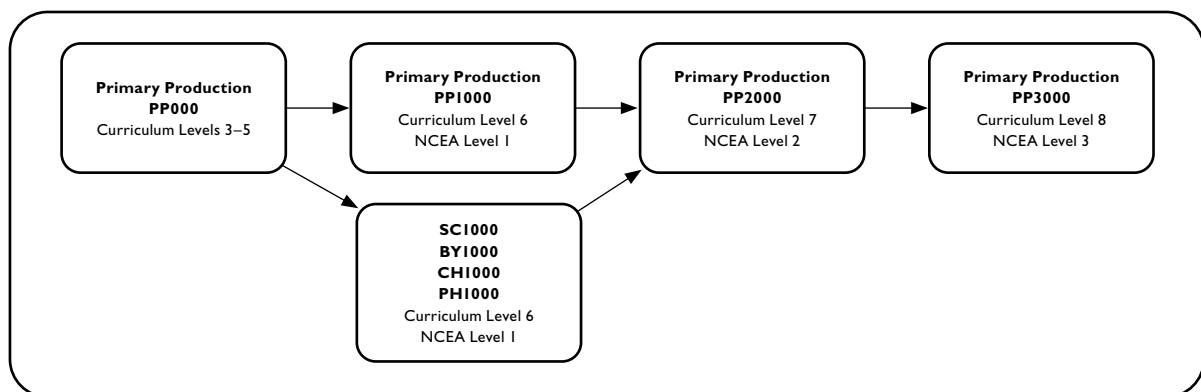 Primary Production
PP000
Curriculum Levels 3–5
Primary Production
PP1000
Curriculum Level 6
NCEA Level 1
Primary Production
PP2000
Curriculum Level 7
NCEA Level 2
Primary Production
PP3000
Curriculum Level 8
NCEA Level 3
SC1000
BY1000
CH1000
PH1000
Curriculum Level 6
NCEA Level 1